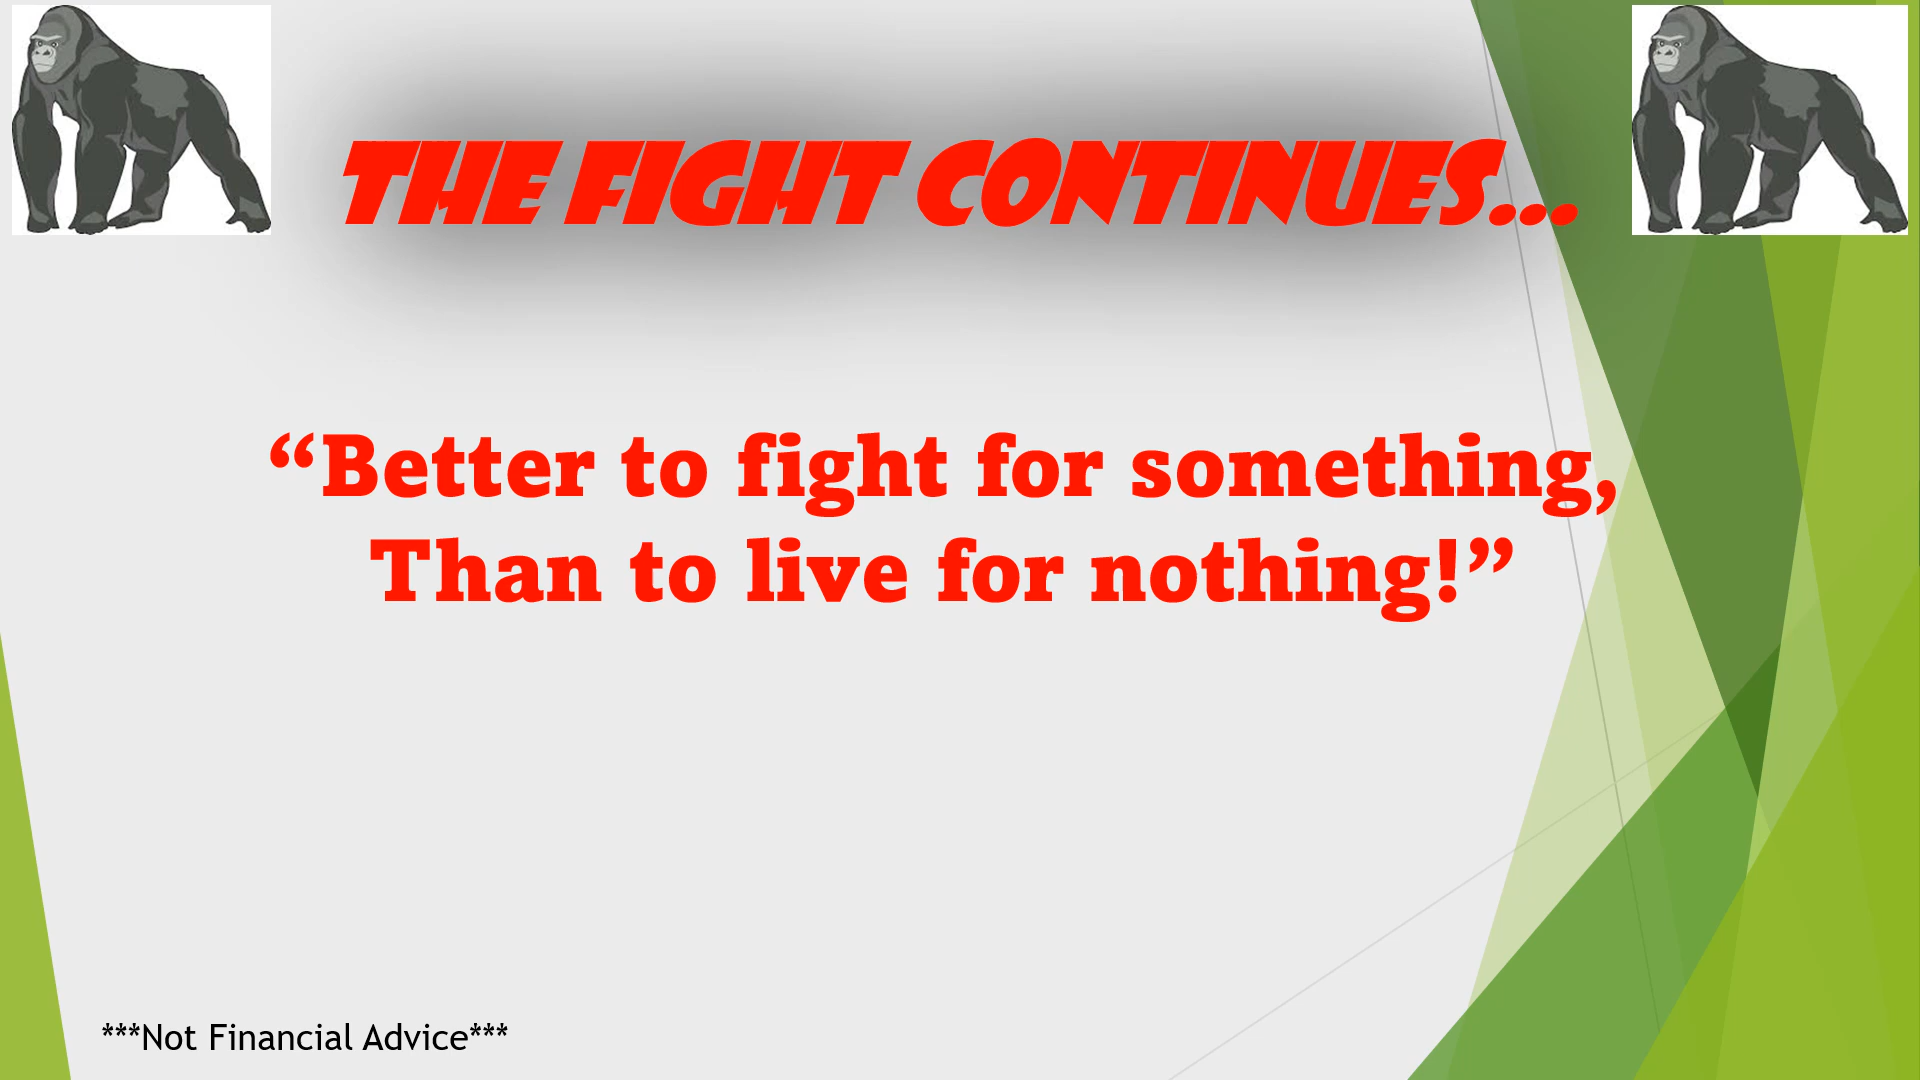 THE FIGHT CONTINUES...
“Better to fight for something,
Than to live for nothing!”
***Not Financial Advice***